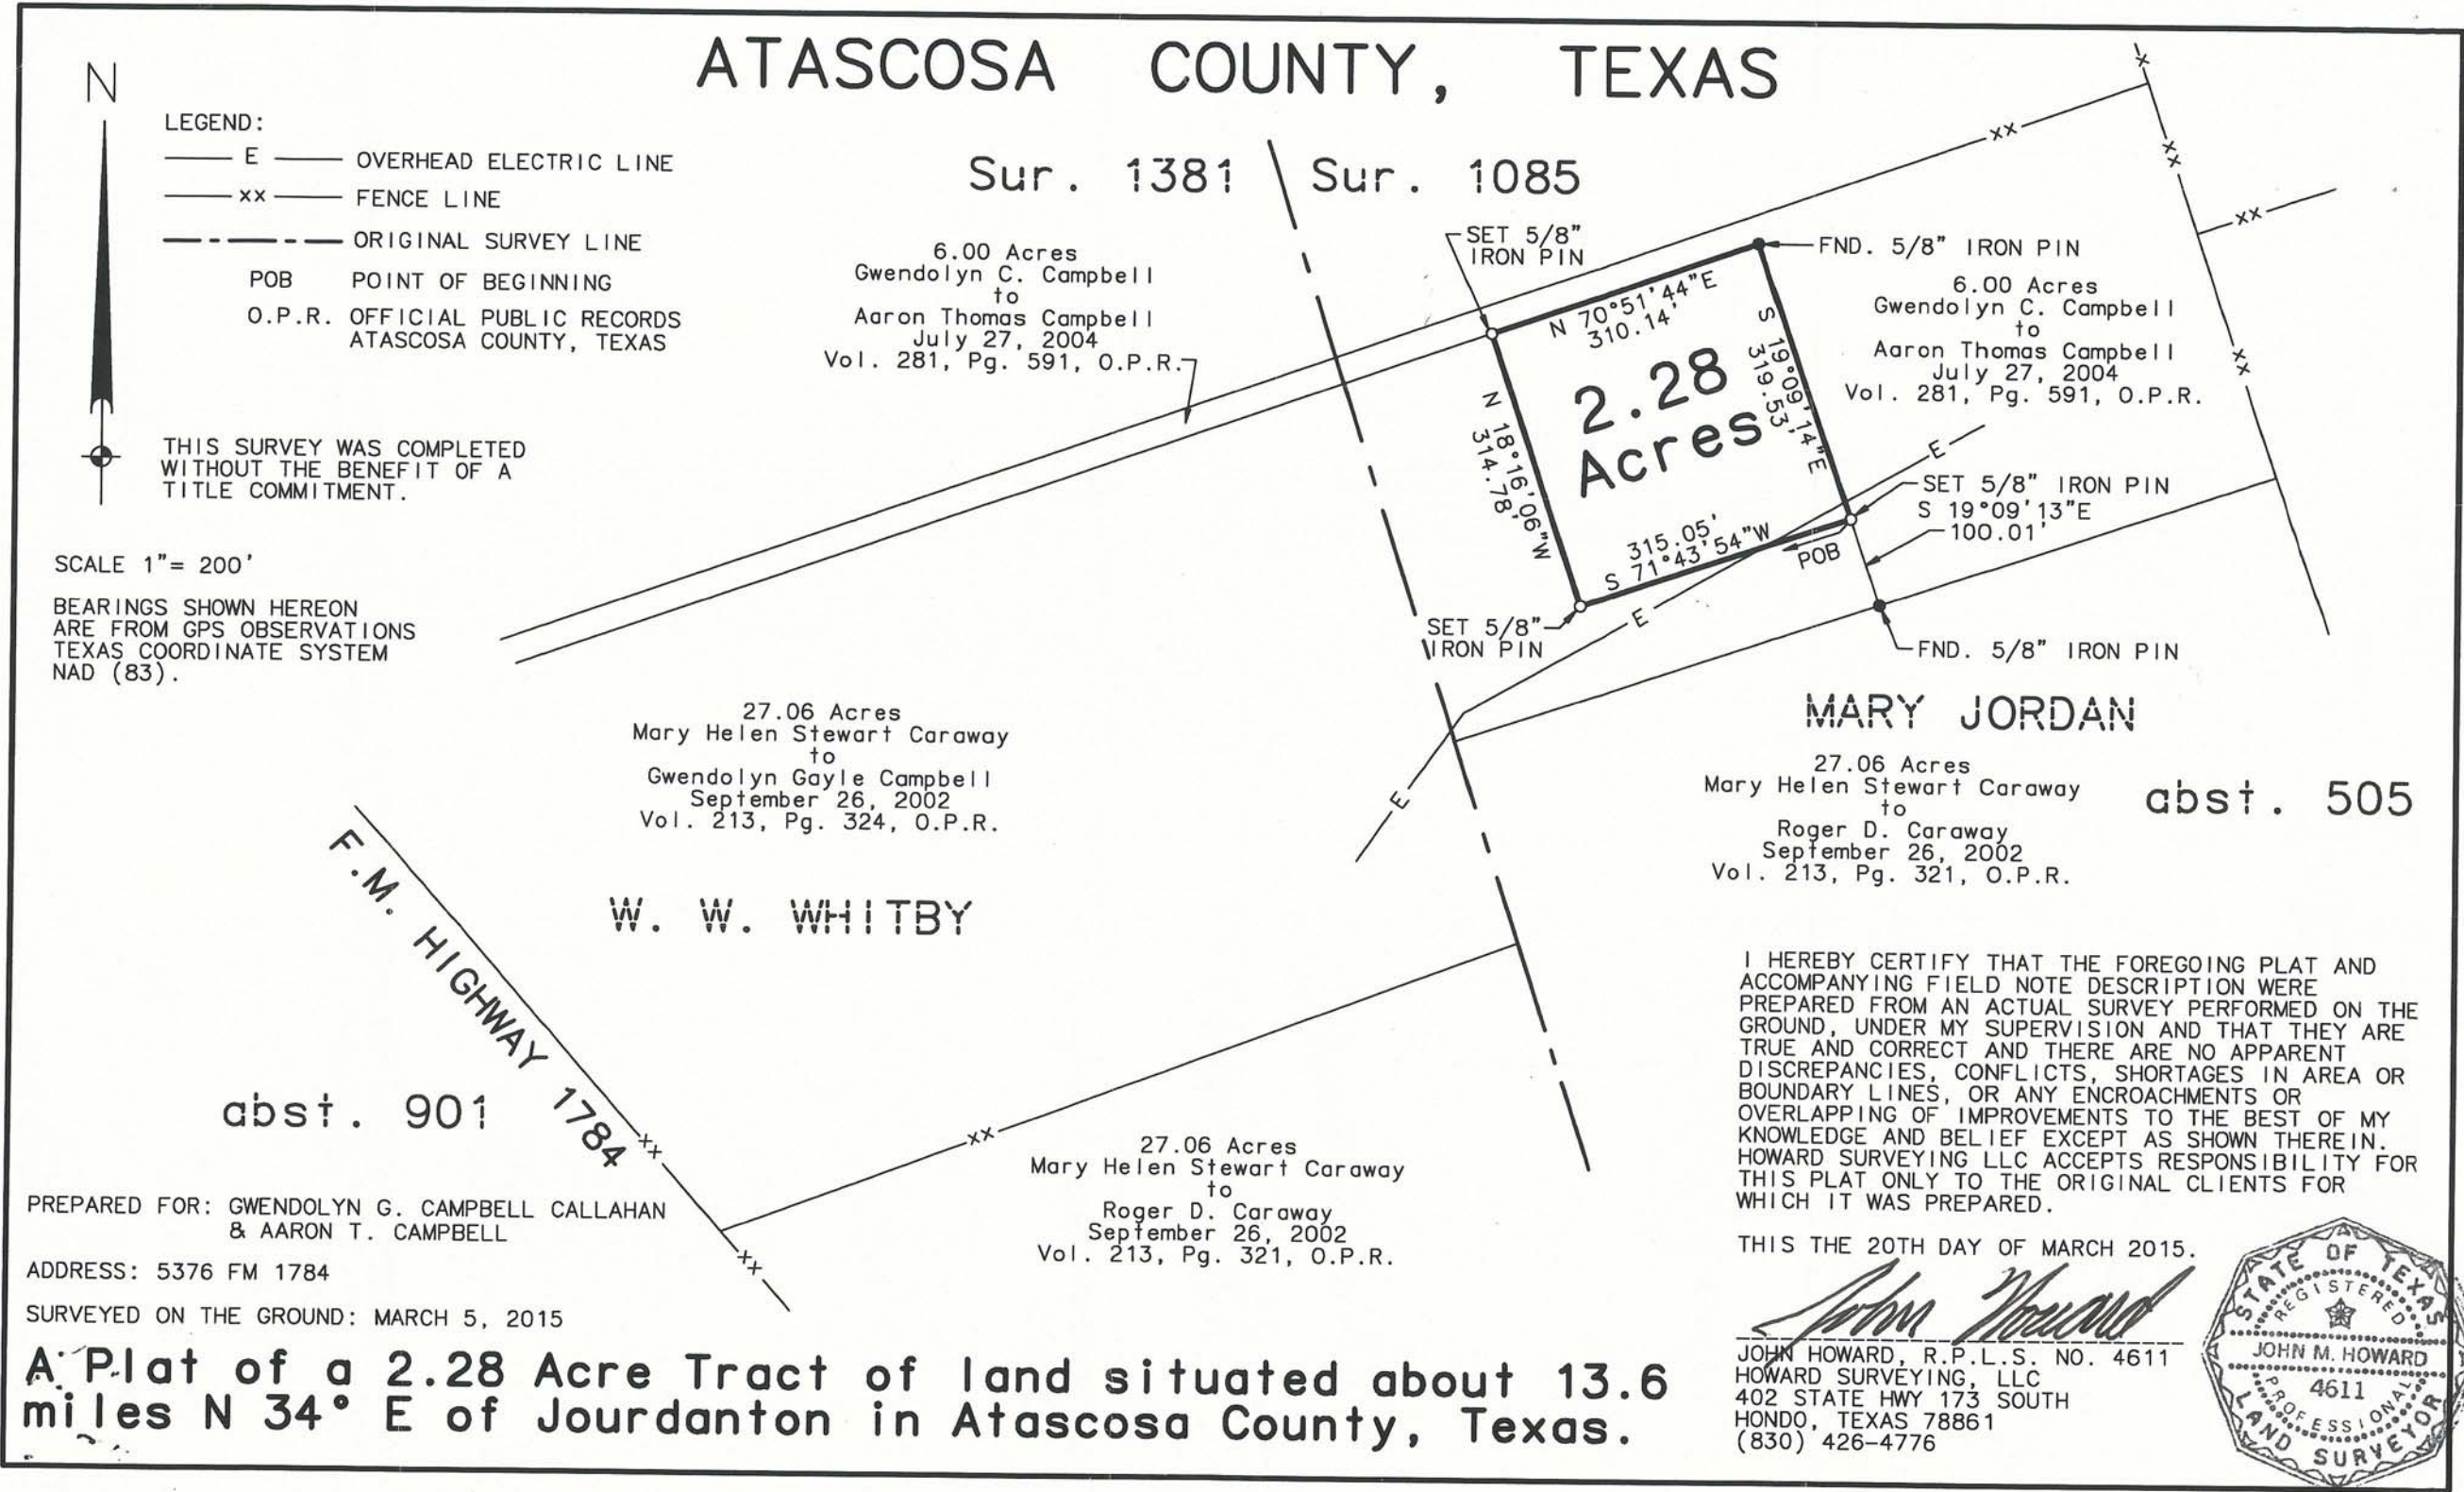 ATASCOSA COUNTY, TEXAS
N
LEGEND:
E OVERHEAD ELECTRIC LINE
xx FENCE LINE
ORIGINAL SURVEY LINE
POB POINT OF BEGINNING
O.P.R. OFFICIAL PUBLIC RECORDS
ATASCOSA COUNTY, TEXAS
THIS SURVEY WAS COMPLETED
WITHOUT THE BENEFIT OF A
TITLE COMMITMENT.
SCALE 1"= 200'
BEARINGS SHOWN HEREON
ARE FROM GPS OBSERVATIONS
TEXAS COORDINATE SYSTEM
NAD (83).
Sur. 1381
Sur. 1085
6.00 Acres
Gwendolyn C. Campbell
to
Aaron Thomas Campbell
July 27, 2004
Vol. 281, Pg. 591, O.P.R.
SET 5/8"
IRON PIN
FND. 5/8" IRON PIN
xx
xx
x
xx
xx
6.00 Acres
Gwendolyn C. Campbell
to
Aaron Thomas Campbell
July 27, 2004
Vol. 281, Pg. 591, O.P.R.
N 70°51'44"E
310.14'
S 19°09'14"E
319.53'
2.28
Acres
N 18°16'06"W
314.78'
315.05'
S 71°43'54"W
POB
E
SET 5/8" IRON PIN
S 19°09'13"E
100.01'
SET 5/8"
IRON PIN
E
FND. 5/8" IRON PIN
E
27.06 Acres
Mary Helen Stewart Caraway
to
Gwendolyn Gayle Campbell
September 26, 2002
Vol. 213, Pg. 324, O.P.R.
W. W. WHITBY
MARY JORDAN
27.06 Acres
Mary Helen Stewart Caraway
to
Roger D. Caraway
September 26, 2002
Vol. 213, Pg. 321, O.P.R.
abst. 505
F.M. HIGHWAY 1784
xx
xx
xx
abst. 901
27.06 Acres
Mary Helen Stewart Caraway
to
Roger D. Caraway
September 26, 2002
Vol. 213, Pg. 321, O.P.R.
PREPARED FOR: GWENDOLYN G. CAMPBELL CALLAHAN
& AARON T. CAMPBELL
ADDRESS: 5376 FM 1784
SURVEYED ON THE GROUND: MARCH 5, 2015
A Plat of a 2.28 Acre Tract of land situated about 13.6
miles N 34° E of Jourdanton in Atascosa County, Texas.
I HEREBY CERTIFY THAT THE FOREGOING PLAT AND
ACCOMPANYING FIELD NOTE DESCRIPTION WERE
PREPARED FROM AN ACTUAL SURVEY PERFORMED ON THE
GROUND, UNDER MY SUPERVISION AND THAT THEY ARE
TRUE AND CORRECT AND THERE ARE NO APPARENT
DISCREPANCIES, CONFLICTS, SHORTAGES IN AREA OR
BOUNDARY LINES, OR ANY ENCROACHMENTS OR
OVERLAPPING OF IMPROVEMENTS TO THE BEST OF MY
KNOWLEDGE AND BELIEF EXCEPT AS SHOWN THEREIN.
HOWARD SURVEYING LLC ACCEPTS RESPONSIBILITY FOR
THIS PLAT ONLY TO THE ORIGINAL CLIENTS FOR
WHICH IT WAS PREPARED.
THIS THE 20TH DAY OF MARCH 2015.
John Howard
JOHN HOWARD, R.P.L.S. NO. 4611
HOWARD SURVEYING, LLC
402 STATE HWY 173 SOUTH
HONDO, TEXAS 78861
(830) 426-4776
STATE OF TEXAS
REGISTERED
JOHN M. HOWARD
4611
PROFESSIONAL
LAND SURVEYOR